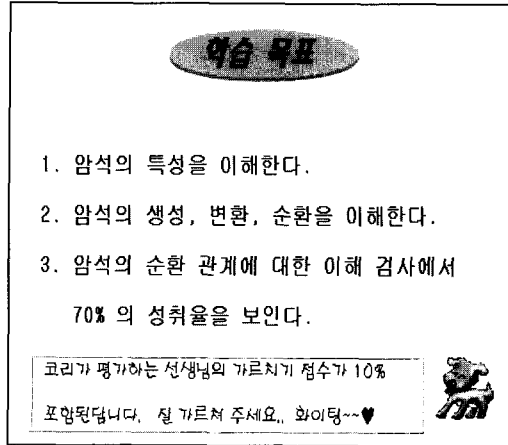 학습 목표
1. 암석의 특성을 이해한다.
2. 암석의 생성, 변환, 순환을 이해한다.
3. 암석의 순환 관계에 대한 이해 검사에서
70% 의 성취율을 보인다.
코리가 평가하는 선생님의 가르치기 점수가 10%
포함된답니다. 잘 가르쳐 주세요.. 화이팅~~♥